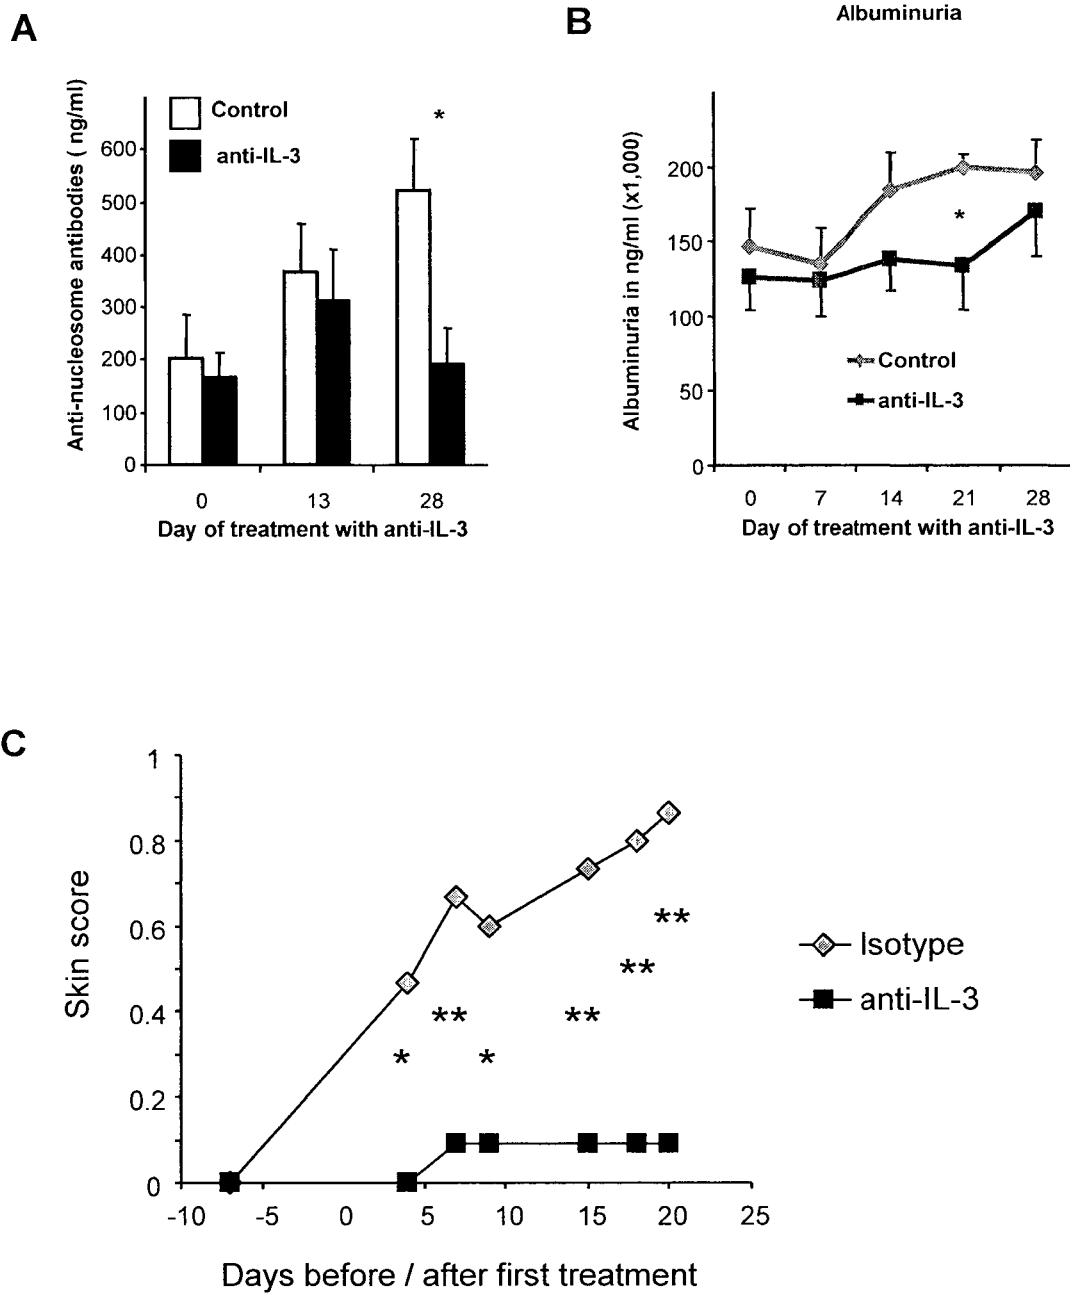 A
Anti-nucleosome antibodies ( ng/ml)
Control
anti-IL-3
*
600
500
400
300
200
100
0
0 13 28
Day of treatment with anti-IL-3
B
Albuminuria
Albuminuria in ng/ml (x1,000)
200
150
100
50
0
*
Control
anti-IL-3
0 7 14 21 28
Day of treatment with anti-IL-3
C
Skin score
1
0.8
0.6
0.4
0.2
0
**
**
** **
* *
Isotype
anti-IL-3
-10 -5 0 5 10 15 20 25
Days before / after first treatment